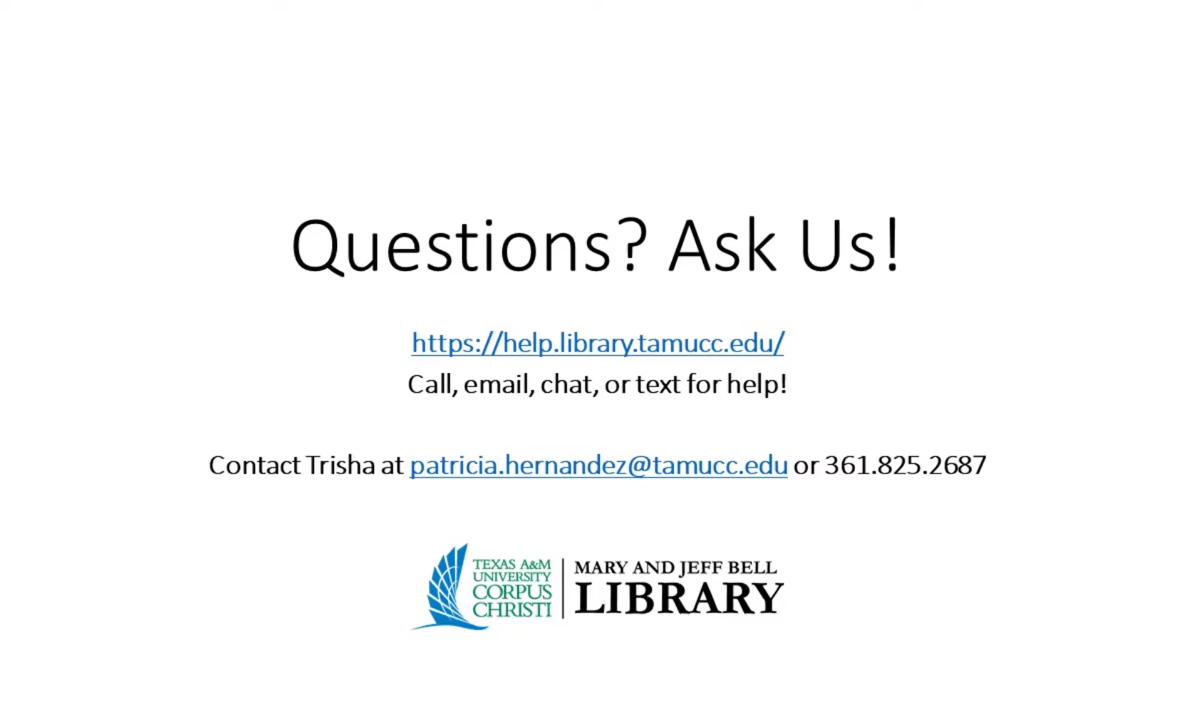 Questions? Ask Us!
https://help.library.tamucc.edu/
Call, email, chat, or text for help!
Contact Trisha at patricia.hernandez@tamucc.edu or 361.825.2687
TEXAS A&M
UNIVERSITY
CORPUS
CHRISTI
MARY AND JEFF BELL
LIBRARY